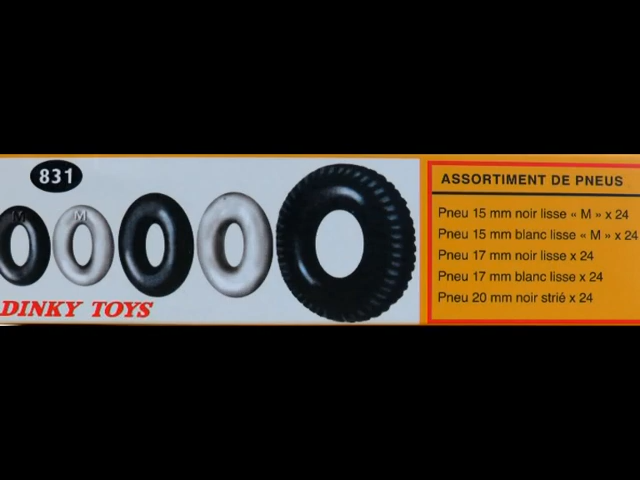 831
M
M
DINKY TOYS
ASSORTIMENT DE PNEUS
Pneu 15 mm noir lisse « M » x 24
Pneu 15 mm blanc lisse « M » x 24
Pneu 17 mm noir lisse x 24
Pneu 17 mm blanc lisse x 24
Pneu 20 mm noir strié x 24